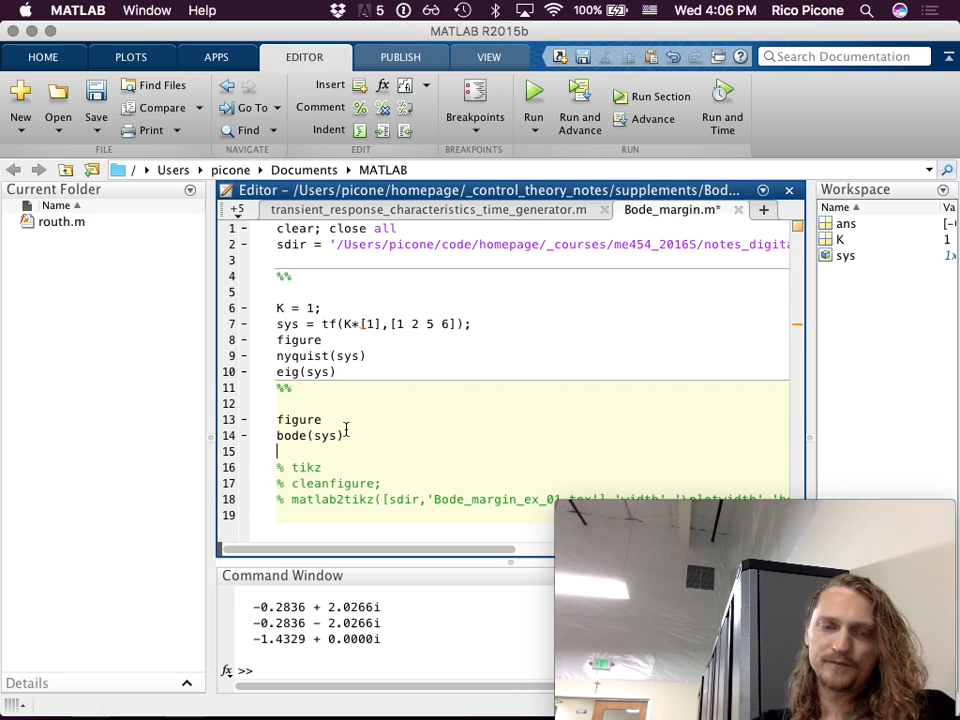 MATLAB Window Help 5 100% Wed 4:06 PM Rico Picone
MATLAB R2015b
HOME PLOTS APPS EDITOR PUBLISH VIEW Search Documentation
New Open Save Find Files Compare Print Go To Find Insert fx Comment % Indent Breakpoints Run Run and Advance Run Section Advance Run and Time
FILE NAVIGATE EDIT BREAKPOINTS RUN
/ Users picone Documents MATLAB
Current Folder
Name
routh.m
Details
Editor - /Users/picone/homepage/_control_theory_notes/supplements/Bod...
+5 transient_response_characteristics_time_generator.m Bode_margin.m*
1 - clear; close all
2 - sdir = '/Users/picone/code/homepage/_courses/me454_2016S/notes_digita
3
4 %%
5
6 - K = 1;
7 - sys = tf(K*[1],[1 2 5 6]);
8 - figure
9 - nyquist(sys)
10 - eig(sys)
11 %%
12
13 - figure
14 - bode(sys)
15
16 % tikz
17 % cleanfigure;
18 % matlab2tikz([sdir,'Bode_margin_ex_01.tex'],'width','\plotwidth','h
19
Workspace
Name Value
ans [-0
K 1
sys 1x
Command Window
-0.2836 + 2.0266i
-0.2836 - 2.0266i
-1.4329 + 0.0000i
fx >>